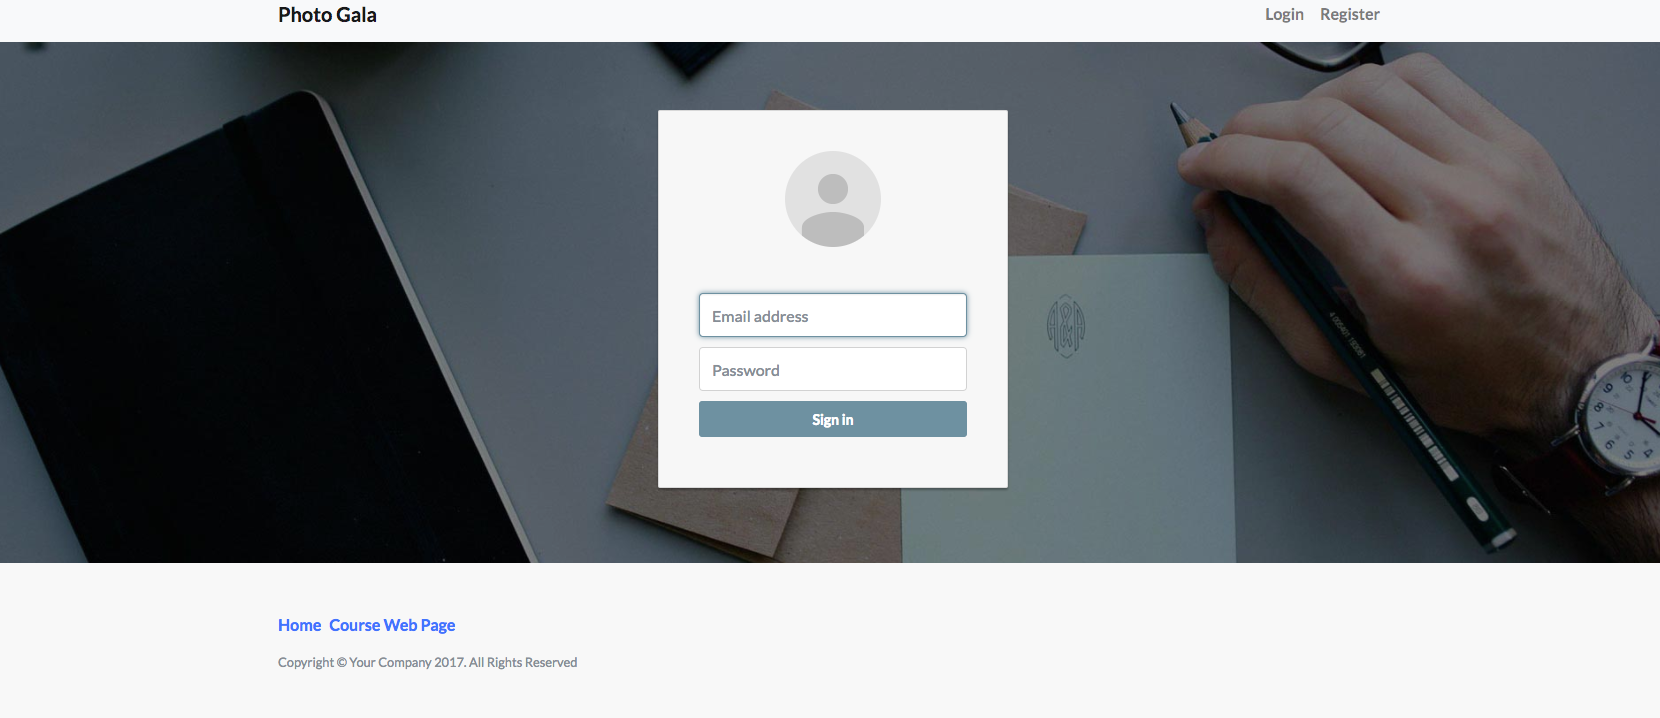 Photo Gala
Login Register
Email address
Password
Sign in
Home Course Web Page
Copyright © Your Company 2017. All Rights Reserved